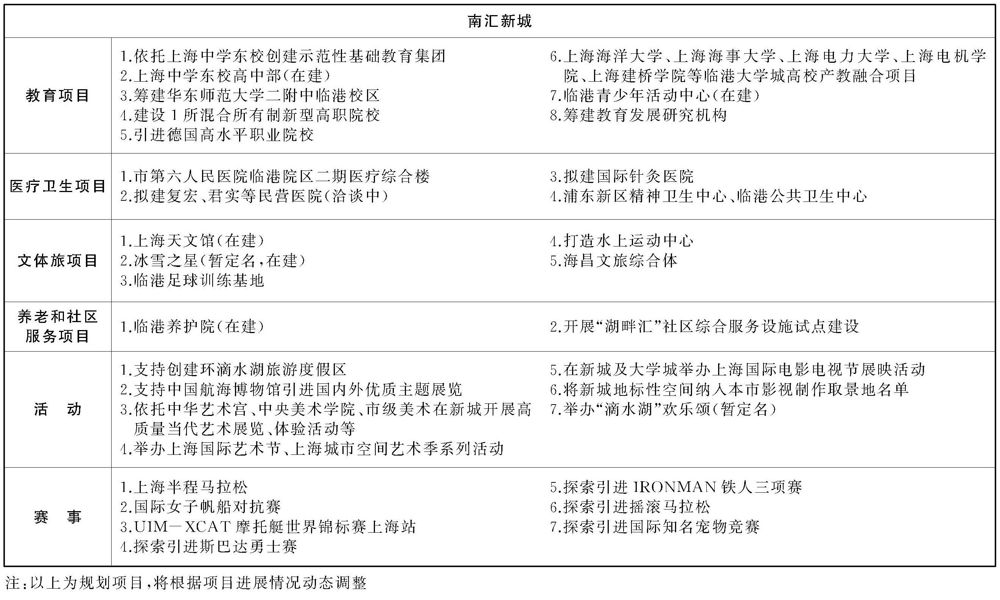 南汇新城
教育项目
1.依托上海中学东校创建示范性基础教育集团
2.上海中学东校高中部(在建)
3.筹建华东师范大学二附中临港校区
4.建设1所混合所有制新型高职院校
5.引进德国高水平职业院校
6.上海海洋大学、上海海事大学、上海电力大学、上海电机学
院、上海建桥学院等临港大学城高校产教融合项目
7.临港青少年活动中心(在建)
8.筹建教育发展研究机构
医疗卫生项目
1.市第六人民医院临港院区二期医疗综合楼
2.拟建复宏、君实等民营医院(洽谈中)
3.拟建国际针灸医院
4.浦东新区精神卫生中心、临港公共卫生中心
文体旅项目
1.上海天文馆(在建)
2.冰雪之星(暂定名,在建)
3.临港足球训练基地
4.打造水上运动中心
5.海昌文旅综合体
养老和社区
服务项目
1.临港养护院(在建)
2.开展“湖畔汇”社区综合服务设施试点建设
活 动
1.支持创建环滴水湖旅游度假区
2.支持中国航海博物馆引进国内外优质主题展览
3.依托中华艺术宫、中央美术学院、市级美术在新城开展高
质量当代艺术展览、体验活动等
4.举办上海国际艺术节、上海城市空间艺术季系列活动
5.在新城及大学城举办上海国际电影电视节展映活动
6.将新城地标性空间纳入本市影视制作取景地名单
7.举办“滴水湖”欢乐颂(暂定名)
赛 事
1.上海半程马拉松
2.国际女子帆船对抗赛
3.UIM—XCAT摩托艇世界锦标赛上海站
4.探索引进斯巴达勇士赛
5.探索引进IRONMAN铁人三项赛
6.探索引进摇滚马拉松
7.探索引进国际知名宠物竞赛
注:以上为规划项目,将根据项目进展情况动态调整